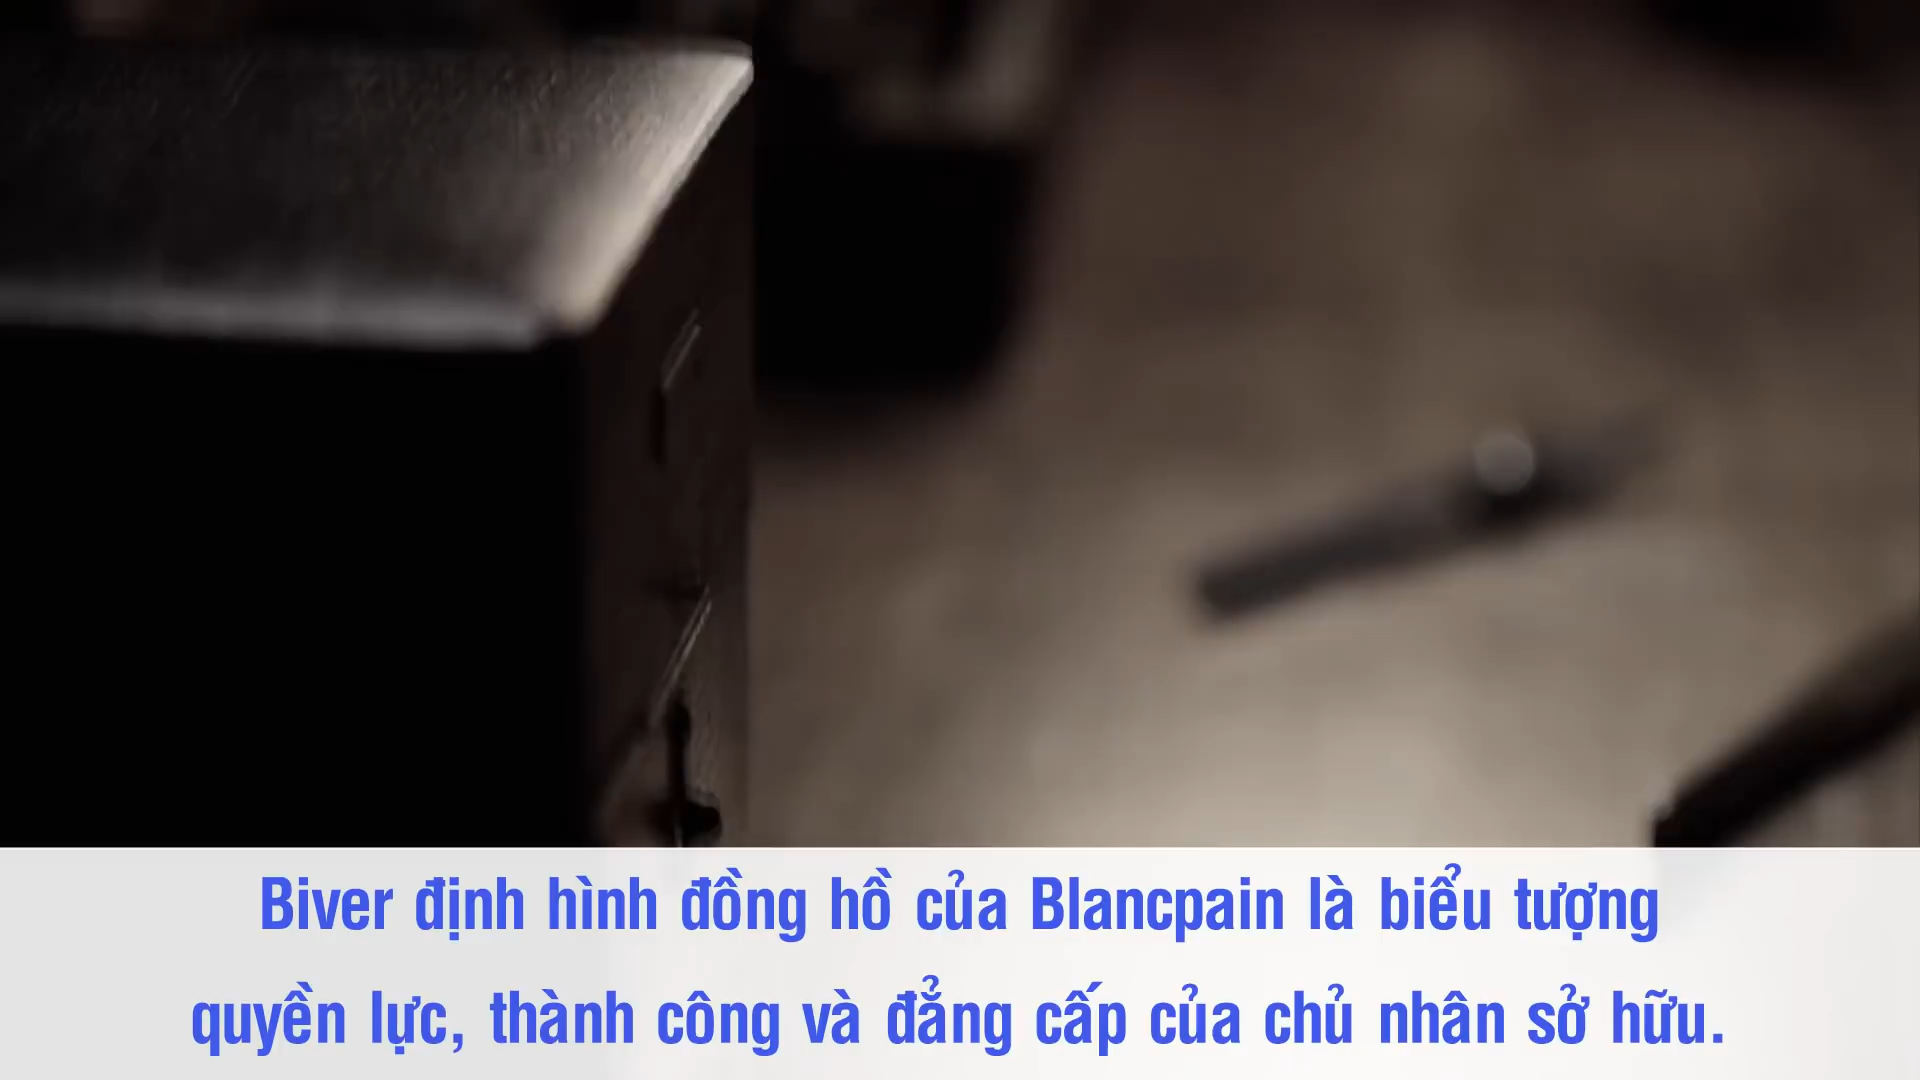 Biver định hình đồng hồ của Blancpain là biểu tượng
quyền lực, thành công và đẳng cấp của chủ nhân sở hữu.